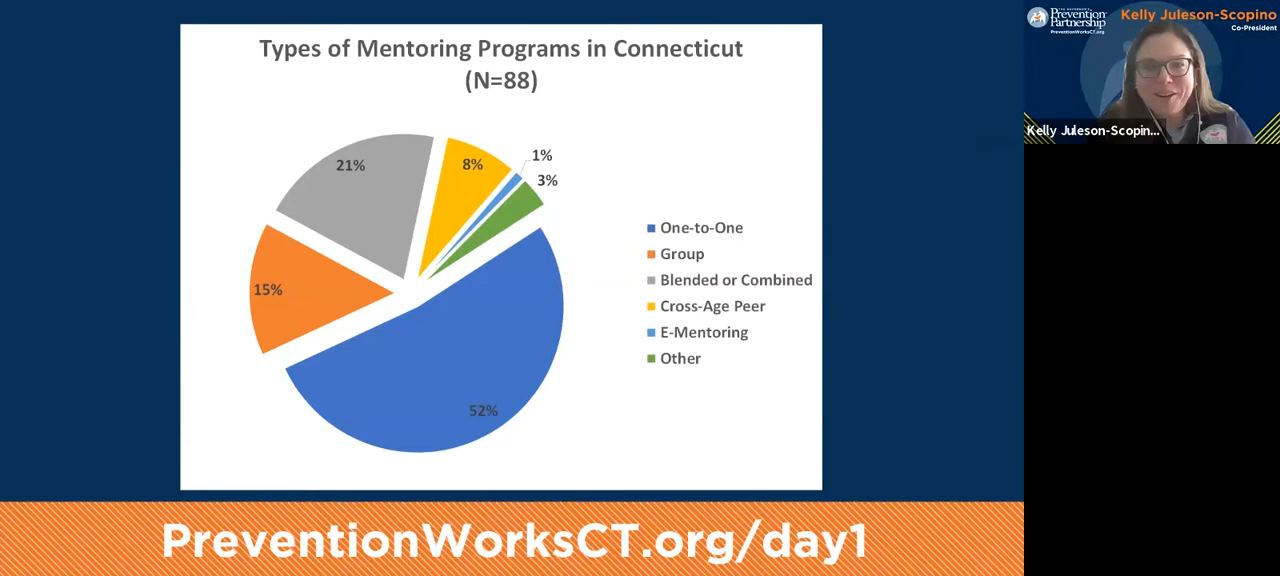 Types of Mentoring Programs in Connecticut
(N=88)
21%
8%
1%
3%
15%
52%
One-to-One
Group
Blended or Combined
Cross-Age Peer
E-Mentoring
Other
PreventionWorksCT.org/day1
Prevention
Partnership
PreventionWorksCT.org
Kelly Juleson-Scopino
Co-President
Kelly Juleson-Scopin...